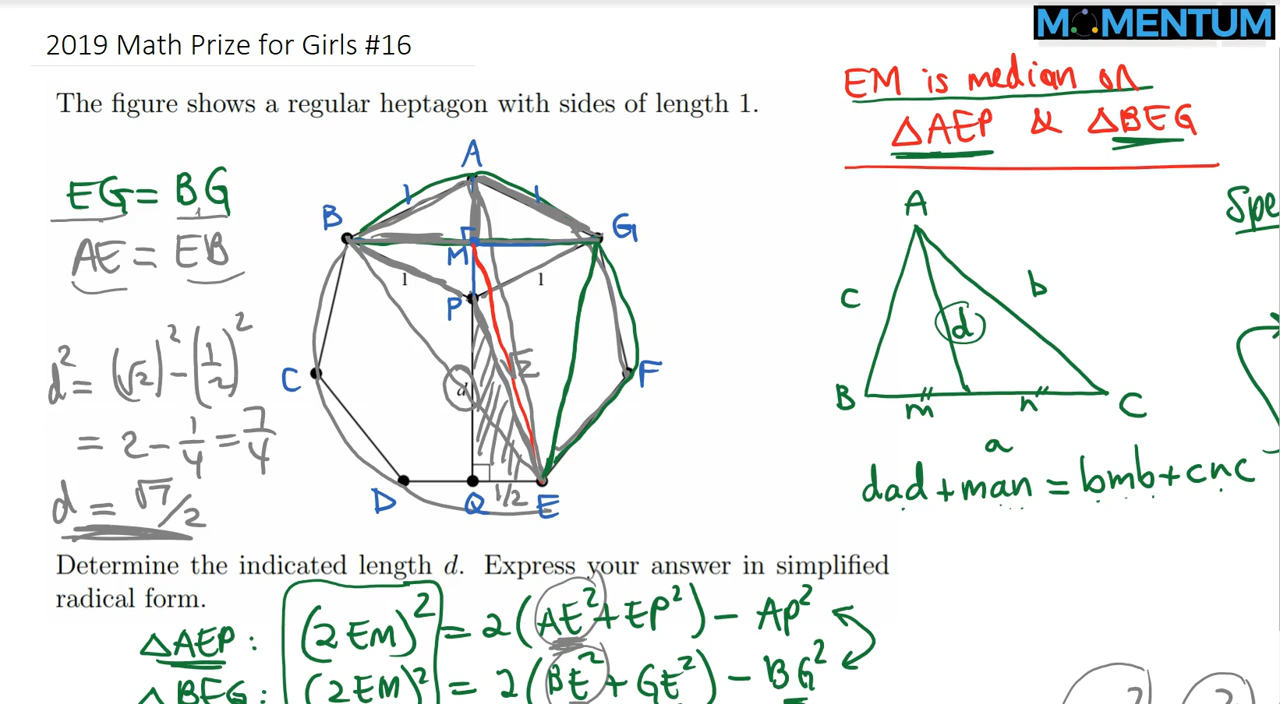 MOMENTUM
2019 Math Prize for Girls #16
The figure shows a regular heptagon with sides of length 1.
EM is median on
△AEP & △BEG
EG = BG
AE = EB
d² = (√2)² - (1/2)²
= 2 - 1/4 = 7/4
d = √7/2
A
1
1
B
G
M
1
1
P
√2
C
d
F
D
Q
1/2
E
A
Spe
c
b
d
B
m
n
C
a
dad + man = bmb + cnc
Determine the indicated length d. Express your answer in simplified
radical form.
△AEP: (2EM)² = 2(AE² + EP²) - AP²
△BEG: (2EM)² = 2(BE² + GE²) - BG²